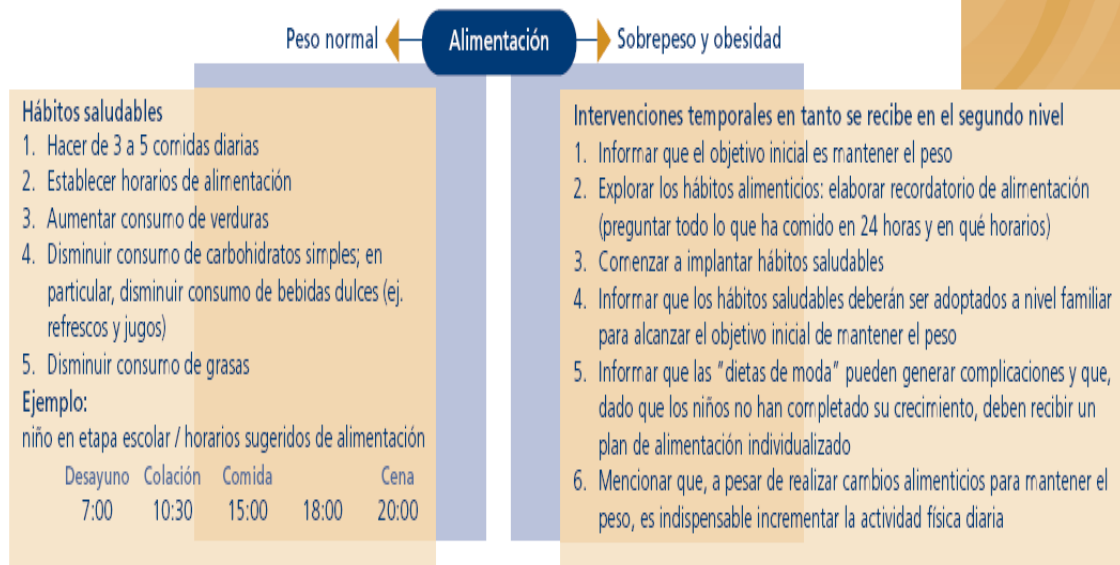 Peso normal
Alimentación
Sobrepeso y obesidad
Hábitos saludables
1. Hacer de 3 a 5 comidas diarias
2. Establecer horarios de alimentación
3. Aumentar consumo de verduras
4. Disminuir consumo de carbohidratos simples; en
particular, disminuir consumo de bebidas dulces (ej.
refrescos y jugos)
5. Disminuir consumo de grasas
Ejemplo:
niño en etapa escolar / horarios sugeridos de alimentación
Desayuno Colación Comida Cena
7:00 10:30 15:00 18:00 20:00
Intervenciones temporales en tanto se recibe en el segundo nivel
1. Informar que el objetivo inicial es mantener el peso
2. Explorar los hábitos alimenticios: elaborar recordatorio de alimentación
(preguntar todo lo que ha comido en 24 horas y en qué horarios)
3. Comenzar a implantar hábitos saludables
4. Informar que los hábitos saludables deberán ser adoptados a nivel familiar
para alcanzar el objetivo inicial de mantener el peso
5. Informar que las "dietas de moda" pueden generar complicaciones y que,
dado que los niños no han completado su crecimiento, deben recibir un
plan de alimentación individualizado
6. Mencionar que, a pesar de realizar cambios alimenticios para mantener el
peso, es indispensable incrementar la actividad física diaria